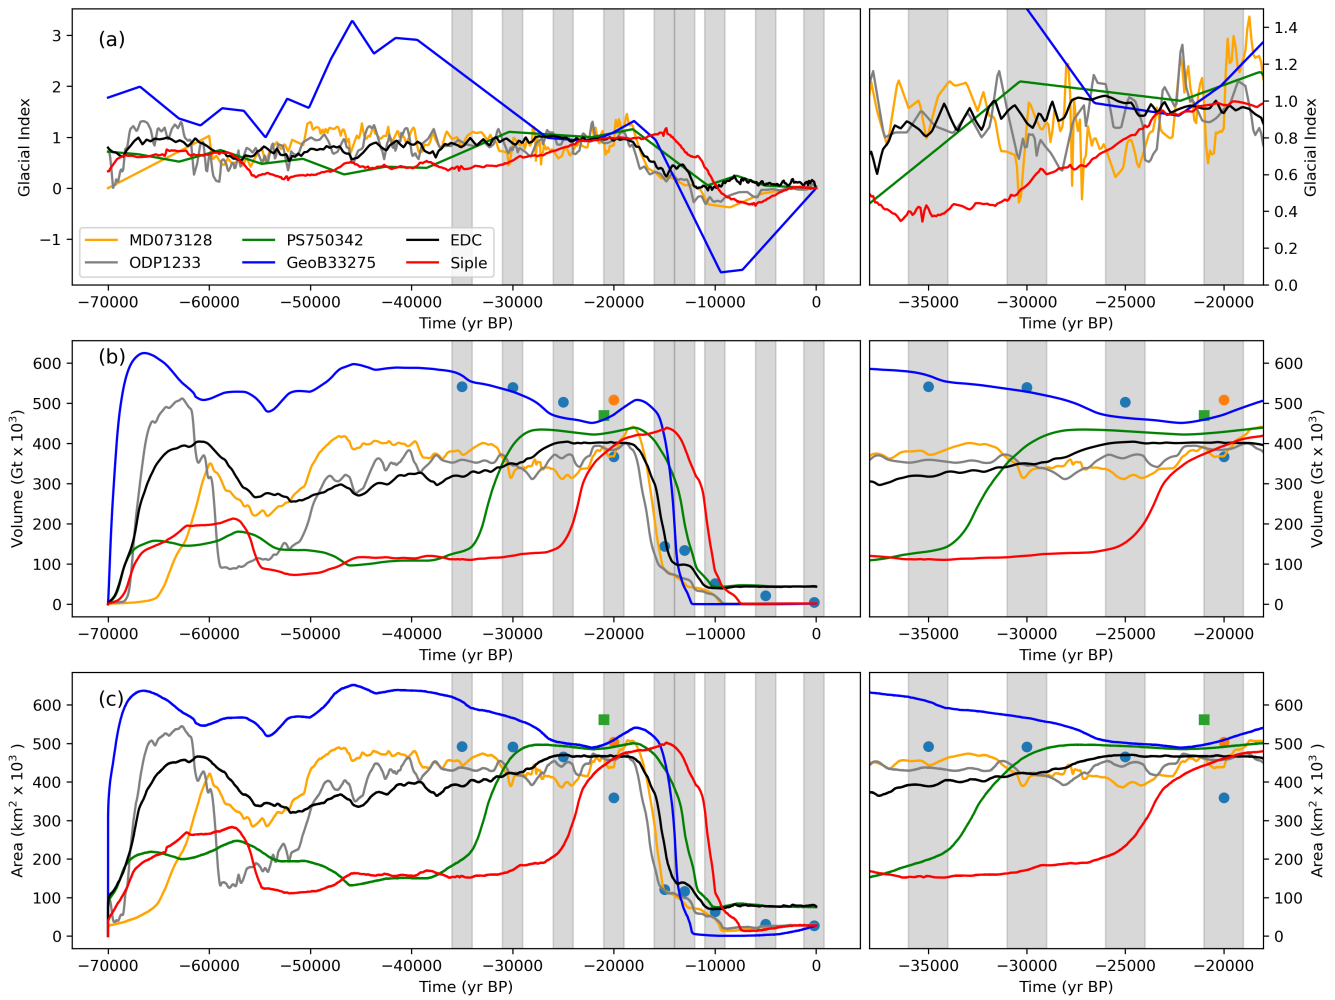 (a)
3
2
1
0
−1
Glacial Index
MD073128
ODP1233
PS750342
GeoB33275
EDC
Siple
−70000 −60000 −50000 −40000 −30000 −20000 −10000 0
Time (yr BP)
1.4
1.2
1.0
0.8
0.6
0.4
0.2
0.0
Glacial Index
−35000 −30000 −25000 −20000
Time (yr BP)
(b)
600
500
400
300
200
100
0
Volume (Gt x 10³)
−70000 −60000 −50000 −40000 −30000 −20000 −10000 0
Time (yr BP)
600
500
400
300
200
100
0
Volume (Gt x 10³)
−35000 −30000 −25000 −20000
Time (yr BP)
(c)
600
500
400
300
200
100
0
Area (km² x 10³ )
−70000 −60000 −50000 −40000 −30000 −20000 −10000 0
Time (yr BP)
600
500
400
300
200
100
0
Area (km² x 10³ )
−35000 −30000 −25000 −20000
Time (yr BP)